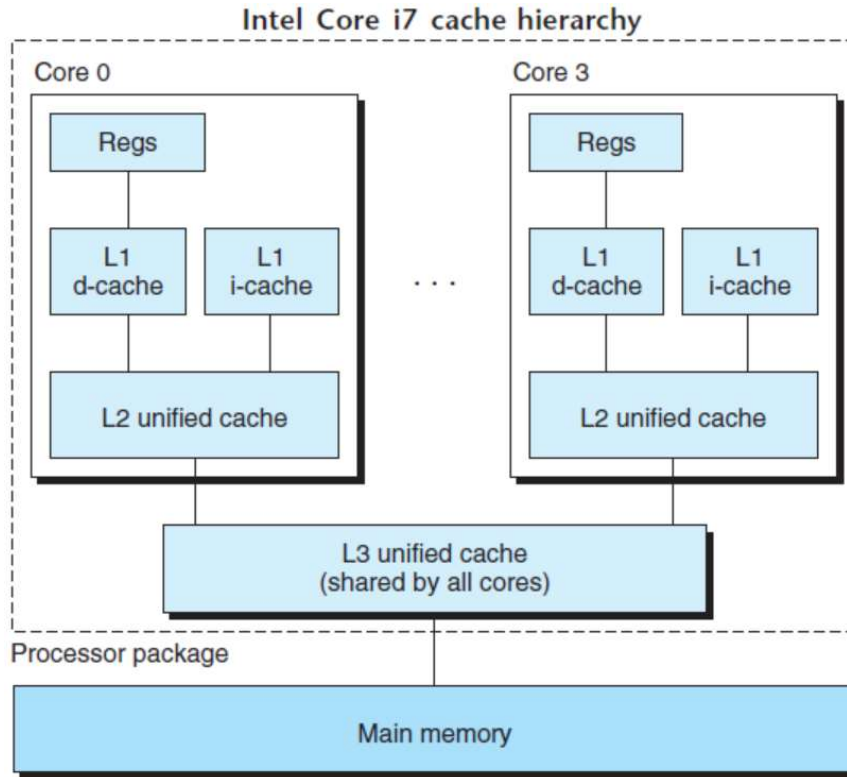 Intel Core i7 cache hierarchy
Core 0
Regs
L1
d-cache
L1
i-cache
L2 unified cache
. . .
Core 3
Regs
L1
d-cache
L1
i-cache
L2 unified cache
L3 unified cache
(shared by all cores)
Processor package
Main memory